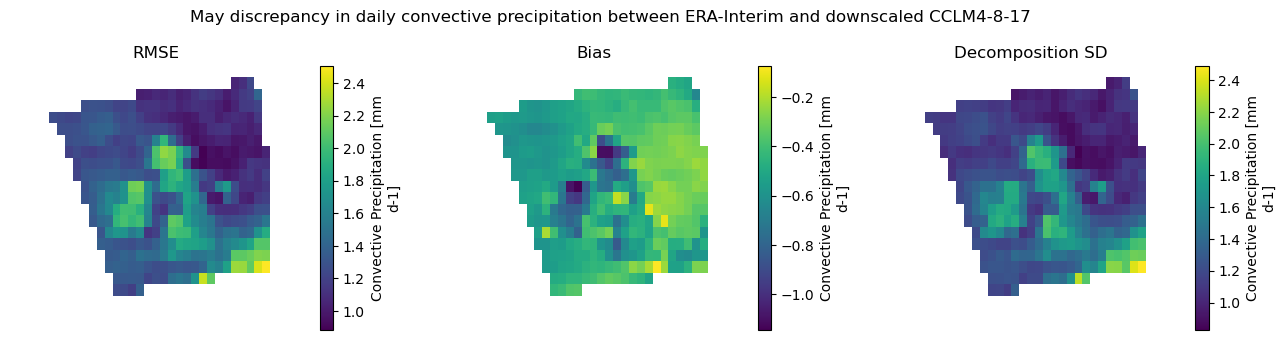 May discrepancy in daily convective precipitation between ERA-Interim and downscaled CCLM4-8-17
RMSE
2.4
2.2
2.0
1.8
1.6
1.4
1.2
1.0
Convective Precipitation [mm
d-1]
Bias
−0.2
−0.4
−0.6
−0.8
−1.0
Convective Precipitation [mm
d-1]
Decomposition SD
2.4
2.2
2.0
1.8
1.6
1.4
1.2
1.0
Convective Precipitation [mm
d-1]